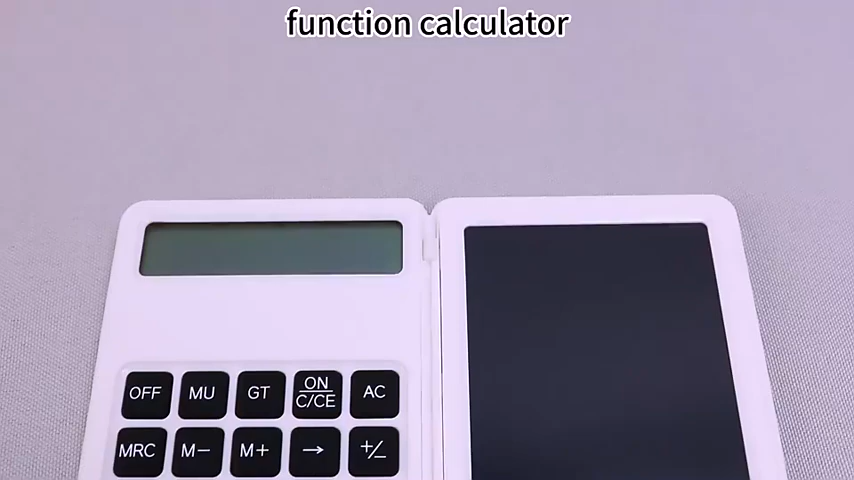 function calculator
OFF MU GT ON C/CE AC
MRC M− M+ → +/−